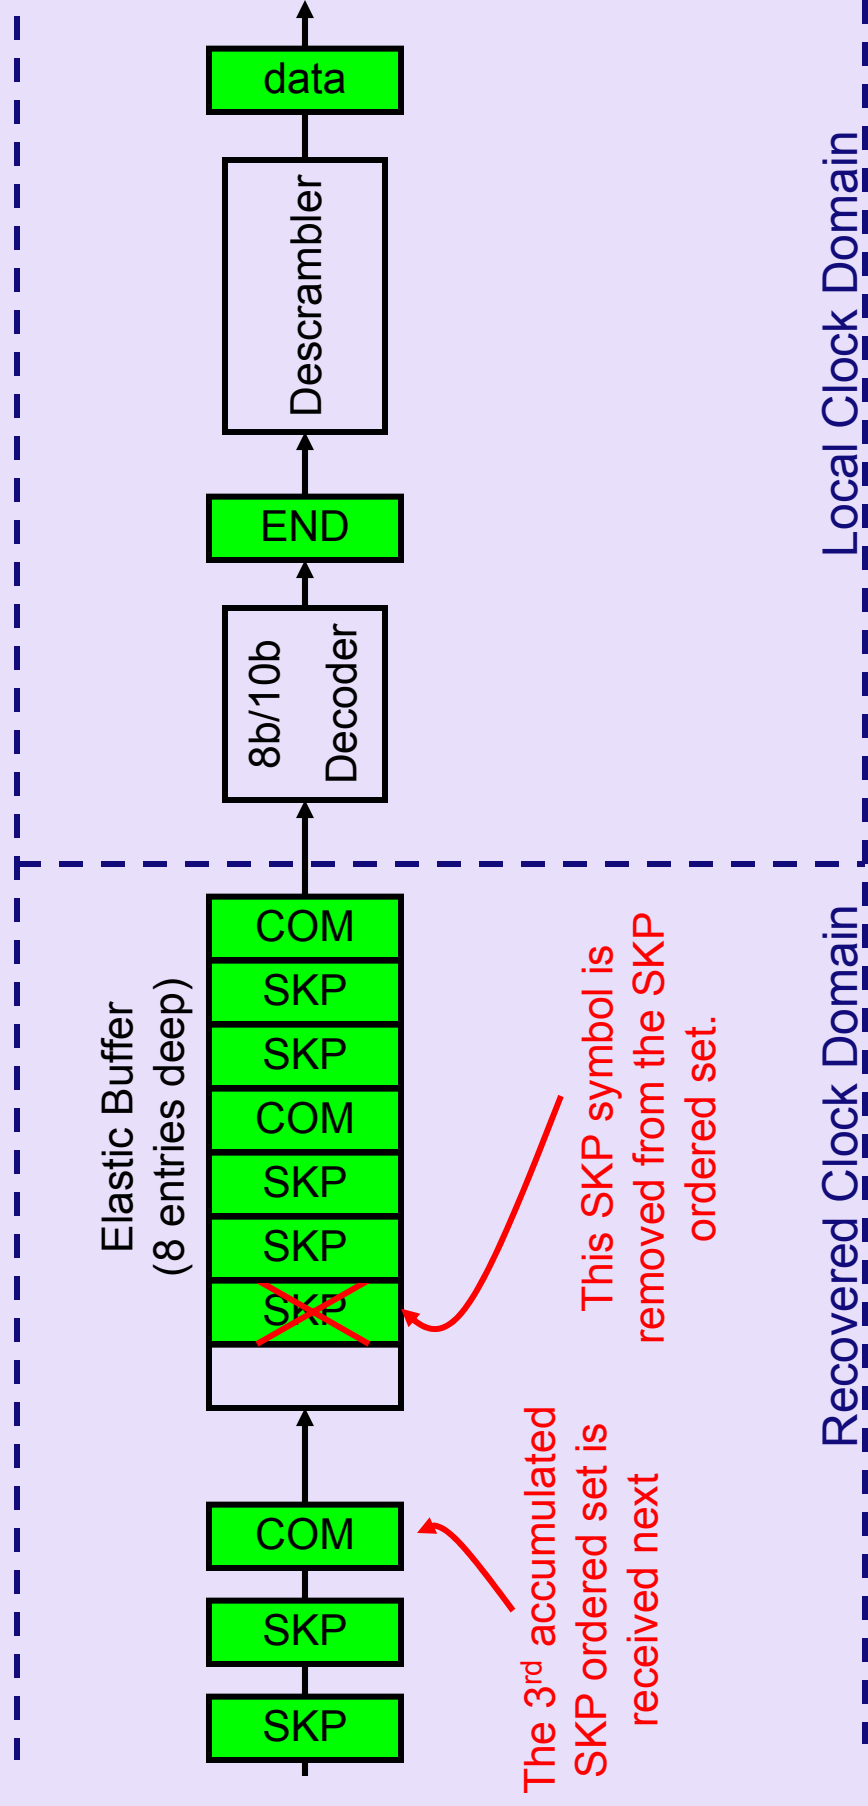 Elastic Buffer
(8 entries deep)
SKP
SKP
COM
SKP
SKP
SKP
COM
SKP
SKP
COM
8b/10b
Decoder
END
Descrambler
data
The 3rd accumulated
SKP ordered set is
received next
This SKP symbol is
removed from the SKP
ordered set.
Recovered Clock Domain
Local Clock Domain